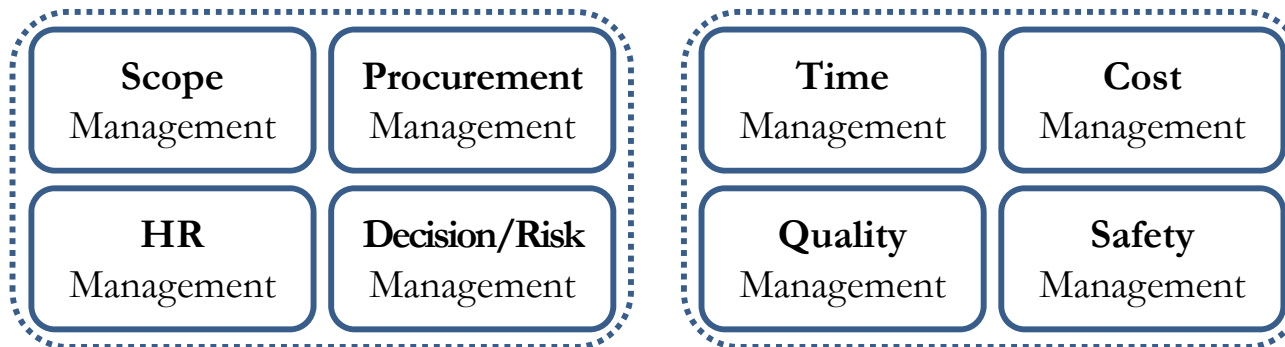 Scope
Management
Procurement
Management
HR
Management
Decision/Risk
Management
Time
Management
Cost
Management
Quality
Management
Safety
Management